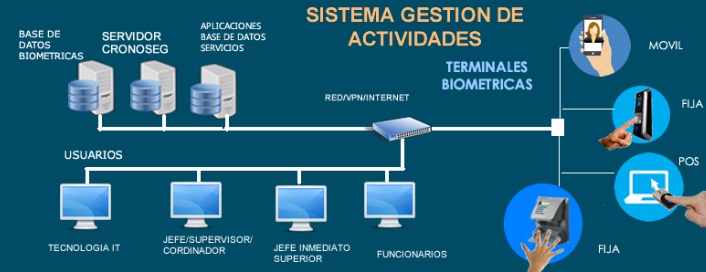 SISTEMA GESTION DE
ACTIVIDADES
BASE DE
DATOS
BIOMETRICAS
SERVIDOR
CRONOSEG
APLICACIONES
BASE DE DATOS
SERVICIOS
RED/VPN/INTERNET
TERMINALES
BIOMETRICAS
MOVIL
FIJA
POS
FIJA
USUARIOS
TECNOLOGIA IT
JEFE/SUPERVISOR/
CORDINADOR
JEFE INMEDIATO
SUPERIOR
FUNCIONARIOS